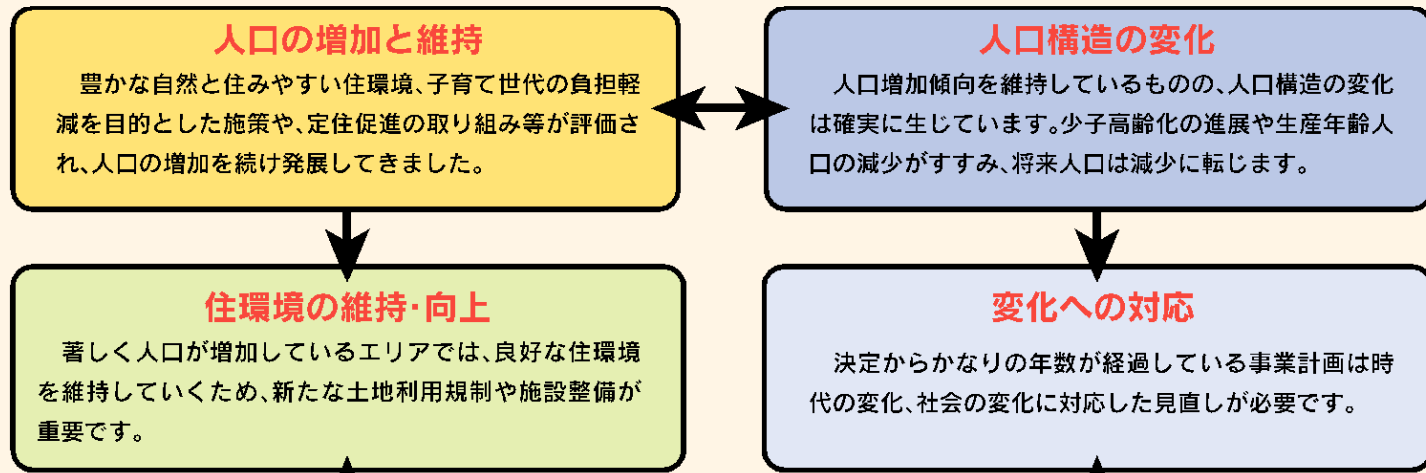 人口の増加と維持
豊かな自然と住みやすい住環境、子育て世代の負担軽
減を目的とした施策や、定住促進の取り組み等が評価さ
れ、人口の増加を続け発展してきました。
人口構造の変化
人口増加傾向を維持しているものの、人口構造の変化
は確実に生じています。少子高齢化の進展や生産年齢人
口の減少がすすみ、将来人口は減少に転じます。
住環境の維持・向上
著しく人口が増加しているエリアでは、良好な住環境
を維持していくため、新たな土地利用規制や施設整備が
重要です。
変化への対応
決定からかなりの年数が経過している事業計画は時
代の変化、社会の変化に対応した見直しが必要です。